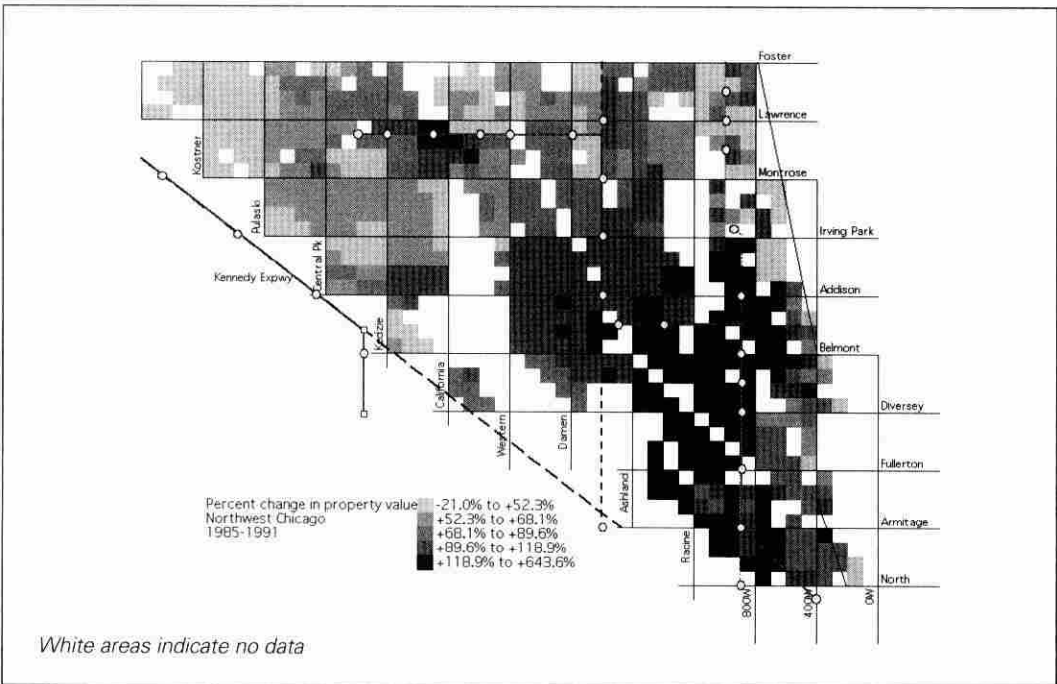 Foster
Lawrence
Kostner
Montrose
Pulaski
Irving Park
Central Pk
Kennedy Expwy
Addison
Kedzie
Belmont
California
Diversey
Western
Damen
Fullerton
Ashland
Percent change in property value
Northwest Chicago
1985-1991
-21.0% to +52.3%
+52.3% to +68.1%
+68.1% to +89.6%
+89.6% to +118.9%
+118.9% to +643.6%
Armitage
Racine
North
800W
400W
0W
White areas indicate no data